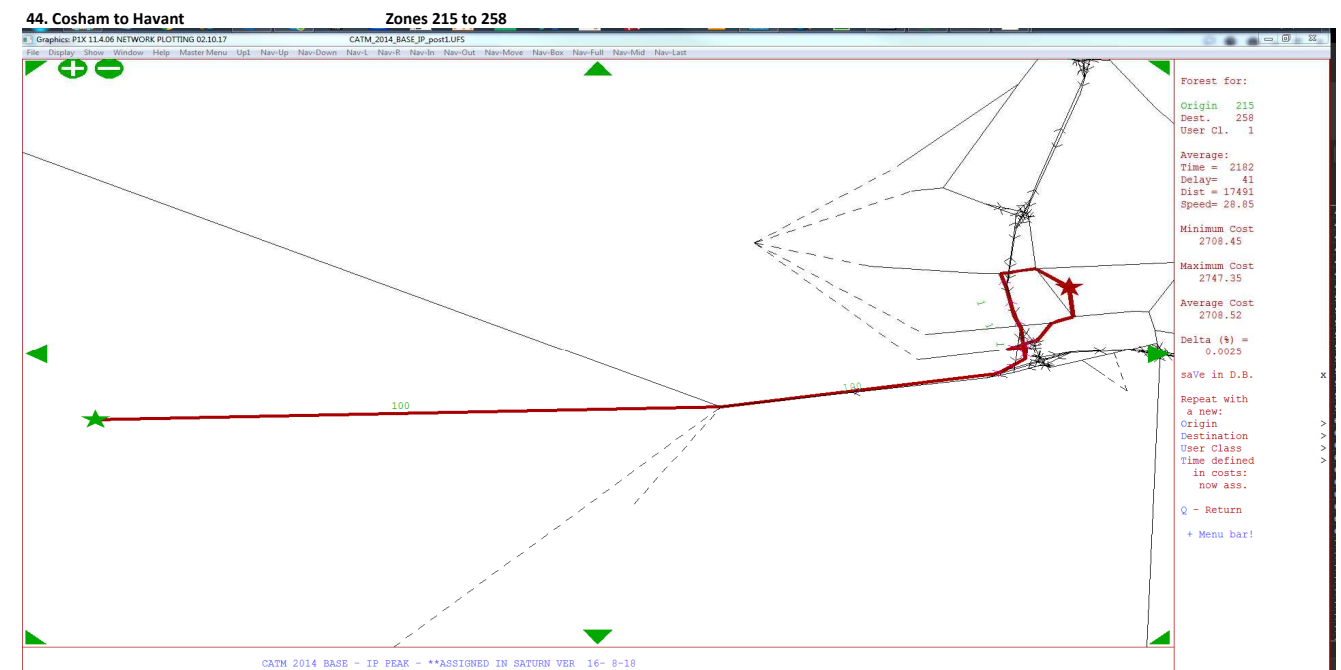 44. Cosham to Havant Zones 215 to 258
Graphics: P1X 11.4.06 NETWORK PLOTTING 02.10.17 CATM_2014_BASE_IP_post1.UFS
File Display Show Window Help Master Menu Up1 Nav-Up Nav-Down Nav-L Nav-R Nav-In Nav-Out Nav-Move Nav-Box Nav-Full Nav-Mid Nav-Last
Forest for:
Origin 215
Dest. 258
User Cl. 1
Average:
Time = 2182
Delay= 41
Dist = 17491
Speed= 28.85
Minimum Cost
2708.45
Maximum Cost
2747.35
Average Cost
2708.52
Delta (%) =
0.0025
saVe in D.B. x
Repeat with
a new:
Origin >
Destination >
User Class >
Time defined >
in costs:
now ass.
Q - Return
+ Menu bar!
100
100
1
1
1
CATM 2014 BASE - IP PEAK - **ASSIGNED IN SATURN VER 16- 8-18